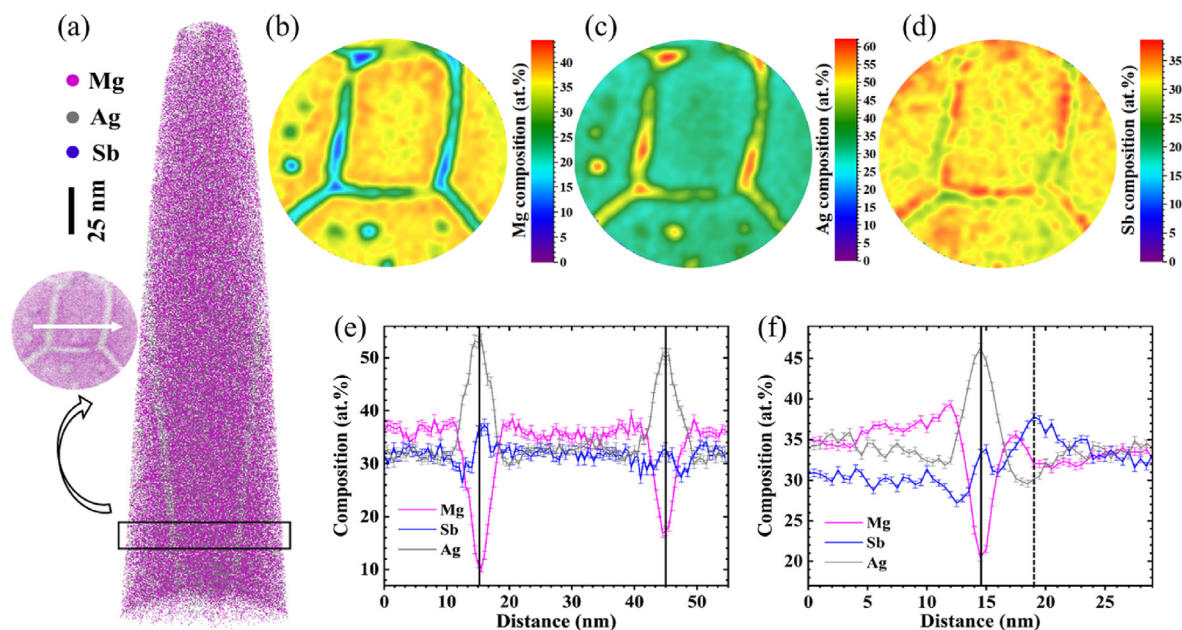 (a)
Mg
Ag
Sb
25 nm
(b)
Mg composition (at.%)
40
35
30
25
20
15
10
5
0
(c)
Ag composition (at.%)
60
55
50
45
40
35
30
25
20
15
10
5
0
(d)
Sb composition (at.%)
35
30
25
20
15
10
5
0
(e)
Composition (at.%)
50
40
30
20
10
Mg
Sb
Ag
0 10 20 30 40 50
Distance (nm)
(f)
Composition (at.%)
45
40
35
30
25
20
Mg
Sb
Ag
0 5 10 15 20 25
Distance (nm)